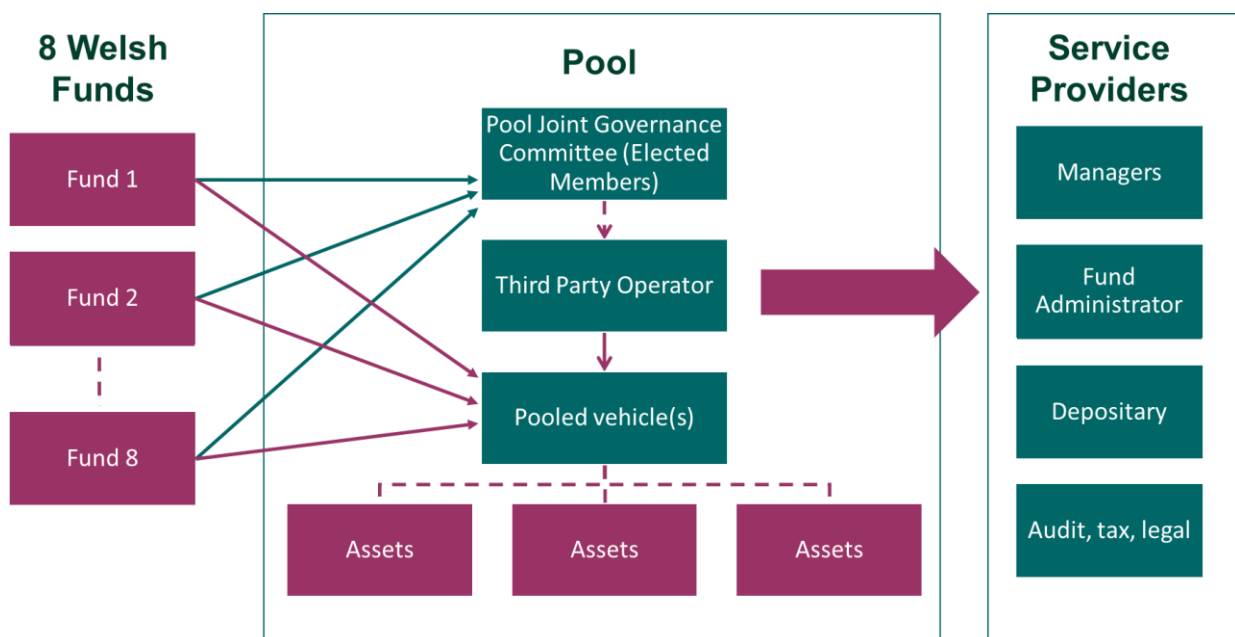 8 Welsh
Funds
Fund 1
Fund 2
Fund 8
Pool
Pool Joint Governance
Committee (Elected
Members)
Third Party Operator
Pooled vehicle(s)
Assets
Assets
Assets
Service
Providers
Managers
Fund
Administrator
Depositary
Audit, tax, legal